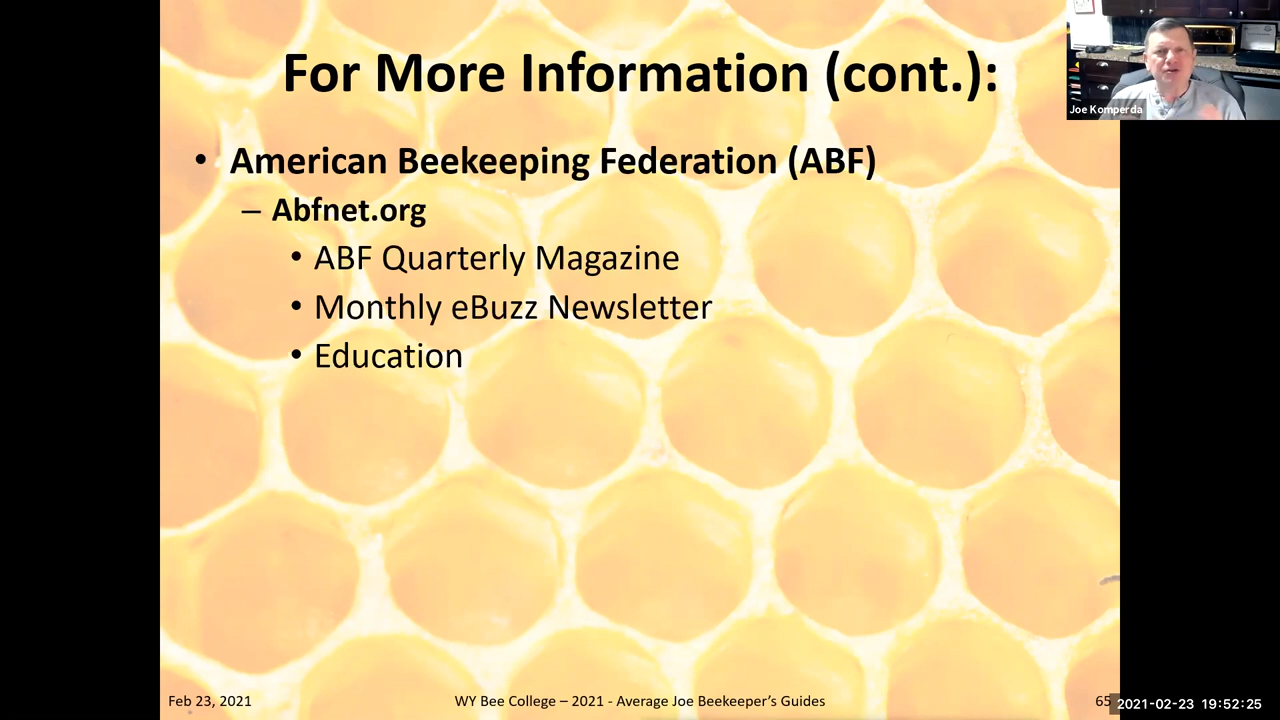 For More Information (cont.):
Joe Komperda
• American Beekeeping Federation (ABF)
– Abfnet.org
• ABF Quarterly Magazine
• Monthly eBuzz Newsletter
• Education
Feb 23, 2021
WY Bee College – 2021 - Average Joe Beekeeper’s Guides
65
2021-02-23 19:52:25